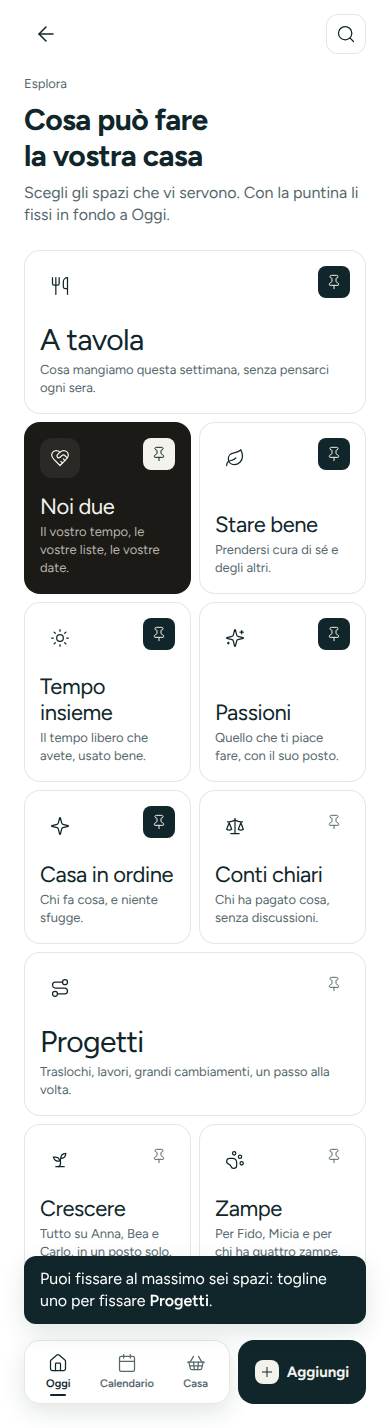 Esplora
Cosa può fare
la vostra casa
Scegli gli spazi che vi servono. Con la puntina li
fissi in fondo a Oggi.
A tavola
Cosa mangiamo questa settimana, senza pensarci
ogni sera.
Noi due
Il vostro tempo, le
vostre liste, le vostre
date.
Stare bene
Prendersi cura di sé e
degli altri.
Tempo
insieme
Il tempo libero che
avete, usato bene.
Passioni
Quello che ti piace
fare, con il suo posto.
Casa in ordine
Chi fa cosa, e niente
sfugge.
Conti chiari
Chi ha pagato cosa,
senza discussioni.
Progetti
Traslochi, lavori, grandi cambiamenti, un passo alla
volta.
Crescere
Tutto su Anna, Bea e
Carlo, in un posto solo.
Zampe
Per Fido, Micia e per
chi ha quattro zampe.
Puoi fissare al massimo sei spazi: togline
uno per fissare Progetti.
Oggi
Calendario
Casa
Aggiungi